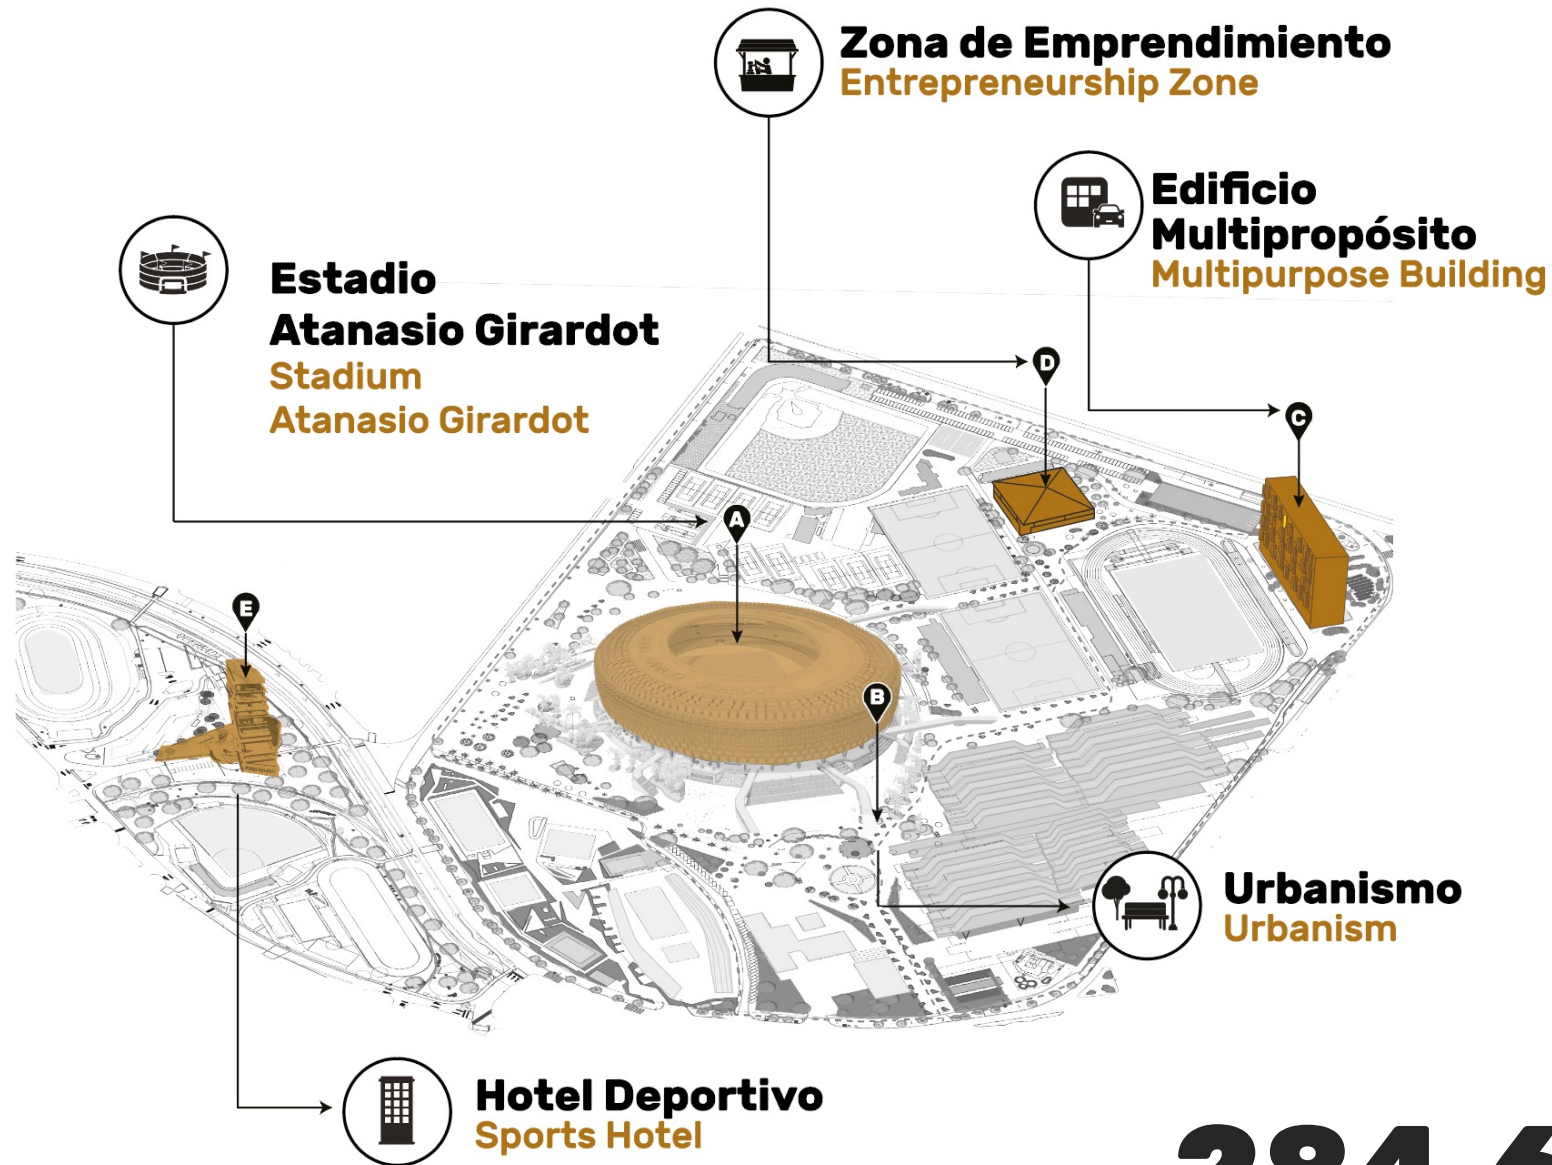 Zona de Emprendimiento
Entrepreneurship Zone
Edificio
Multipropósito
Multipurpose Building
Estadio
Atanasio Girardot
Stadium
Atanasio Girardot
D
C
A
E
B
Urbanismo
Urbanism
Hotel Deportivo
Sports Hotel